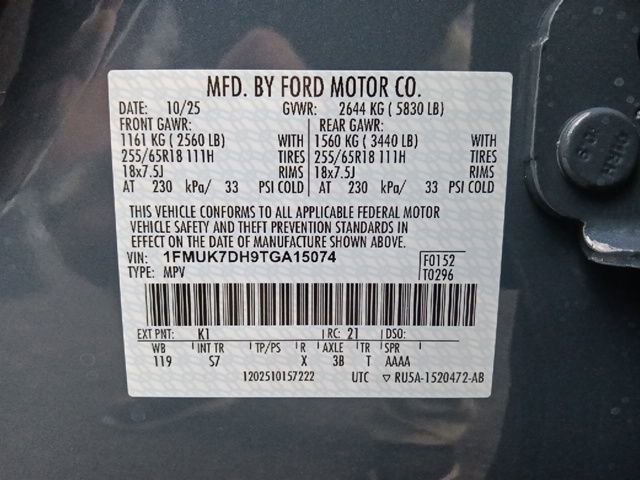 MFD. BY FORD MOTOR CO.
DATE: 10/25 GVWR: 2644 KG ( 5830 LB)
FRONT GAWR: REAR GAWR:
1161 KG ( 2560 LB) WITH 1560 KG ( 3440 LB) WITH
255/65R18 111H TIRES 255/65R18 111H TIRES
18x7.5J RIMS 18x7.5J RIMS
AT 230 kPa/ 33 PSI COLD AT 230 kPa/ 33 PSI COLD
THIS VEHICLE CONFORMS TO ALL APPLICABLE FEDERAL MOTOR
VEHICLE SAFETY AND THEFT PREVENTION STANDARDS IN
EFFECT ON THE DATE OF MANUFACTURE SHOWN ABOVE.
VIN: 1FMUK7DH9TGA15074 F0152
TYPE: MPV T0296
EXT PNT: K1 RC: 21 DSO:
WB INT TR TP/PS R AXLE TR SPR
119 S7 X 3B T AAAA
1202510157222 UTC RU5A-1520472-AB